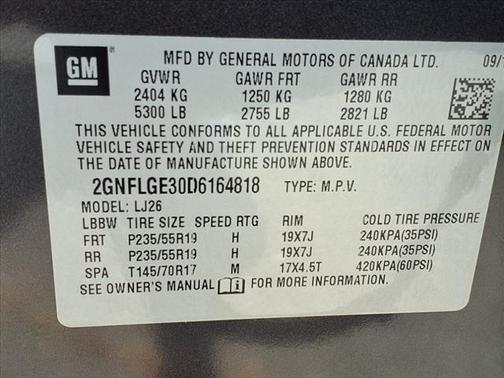 GM
MFD BY GENERAL MOTORS OF CANADA LTD. 09/1
GVWR GAWR FRT GAWR RR
2404 KG 1250 KG 1280 KG
5300 LB 2755 LB 2821 LB
THIS VEHICLE CONFORMS TO ALL APPLICABLE U.S. FEDERAL MOTOR
VEHICLE SAFETY AND THEFT PREVENTION STANDARDS IN EFFECT ON
THE DATE OF MANUFACTURE SHOWN ABOVE.
2GNFLGE30D6164818 TYPE: M.P.V.
MODEL: LJ26
LBBW TIRE SIZE SPEED RTG RIM COLD TIRE PRESSURE
FRT P235/55R19 H 19X7J 240KPA(35PSI)
RR P235/55R19 H 19X7J 240KPA(35PSI)
SPA T145/70R17 M 17X4.5T 420KPA(60PSI)
SEE OWNER'S MANUAL i FOR MORE INFORMATION.